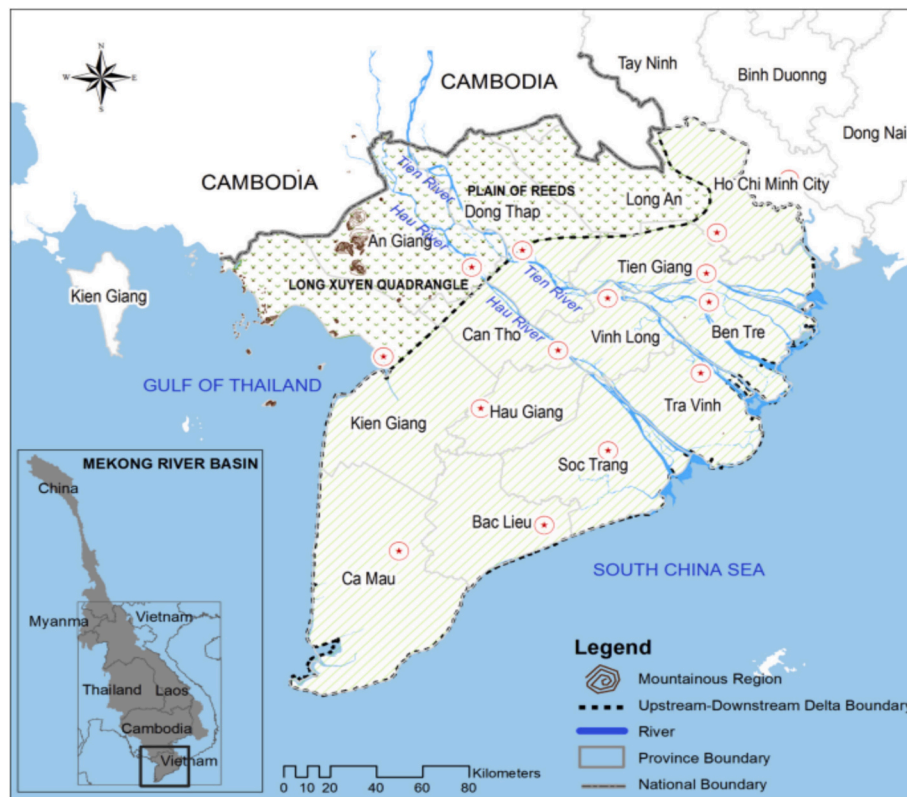 N
W
E
S
CAMBODIA
Tay Ninh
Binh Duonng
Dong Nai
CAMBODIA
Ho Chi Minh City
Tien River
PLAIN OF REEDS
Dong Thap
Long An
Hau River
An Giang
Kien Giang
LONG XUYEN QUADRANGLE
Tien River
Tien Giang
Hau River
Can Tho
Vinh Long
Ben Tre
GULF OF THAILAND
Kien Giang
Hau Giang
Tra Vinh
Soc Trang
Bac Lieu
Ca Mau
SOUTH CHINA SEA
MEKONG RIVER BASIN
China
Myanma
Vietnam
Thailand
Laos
Cambodia
Vietnam
Legend
Mountainous Region
Upstream-Downstream Delta Boundary
River
Province Boundary
National Boundary
Kilometers
0 10 20 40 60 80